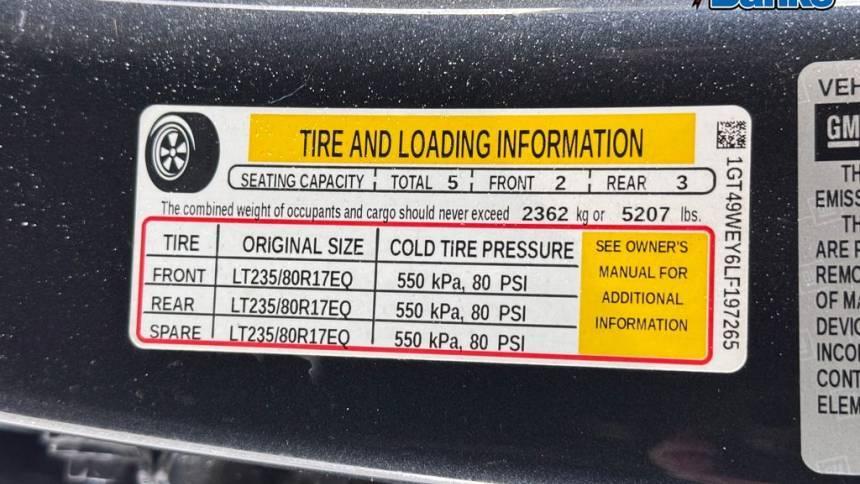 Banks
TIRE AND LOADING INFORMATION
SEATING CAPACITY TOTAL 5 FRONT 2 REAR 3
The combined weight of occupants and cargo should never exceed 2362 kg or 5207 lbs.
TIRE ORIGINAL SIZE COLD TIRE PRESSURE
FRONT LT235/80R17EQ 550 kPa, 80 PSI
REAR LT235/80R17EQ 550 kPa, 80 PSI
SPARE LT235/80R17EQ 550 kPa, 80 PSI
SEE OWNER'S
MANUAL FOR
ADDITIONAL
INFORMATION
1GT49WEY6LF197265
VEH
GM
TH
EMISS
TH
ARE P
REMO
OF MA
DEVIC
INCO
CONT
ELEM